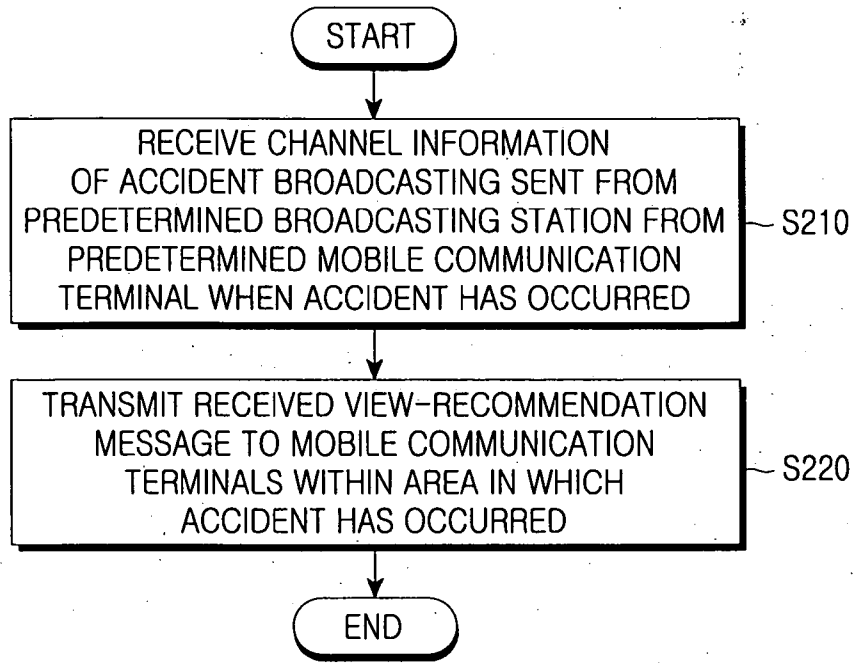 START
RECEIVE CHANNEL INFORMATION
OF ACCIDENT BROADCASTING SENT FROM
PREDETERMINED BROADCASTING STATION FROM
PREDETERMINED MOBILE COMMUNICATION
TERMINAL WHEN ACCIDENT HAS OCCURRED
S210
TRANSMIT RECEIVED VIEW-RECOMMENDATION
MESSAGE TO MOBILE COMMUNICATION
TERMINALS WITHIN AREA IN WHICH
ACCIDENT HAS OCCURRED
S220
END